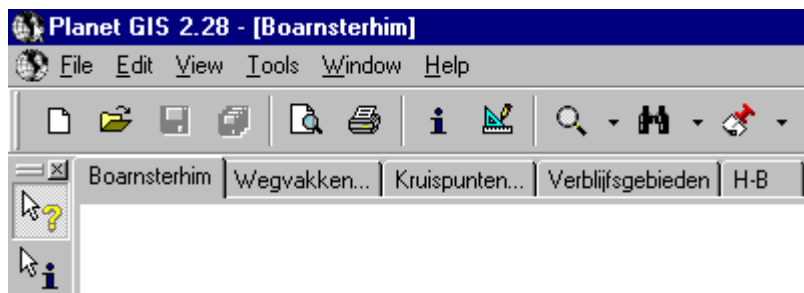 Planet GIS 2.28 - [Boarnsterhim]
File Edit View Tools Window Help
Boarnsterhim Wegvakken... Kruispunten... Verblijfsgebieden H-B